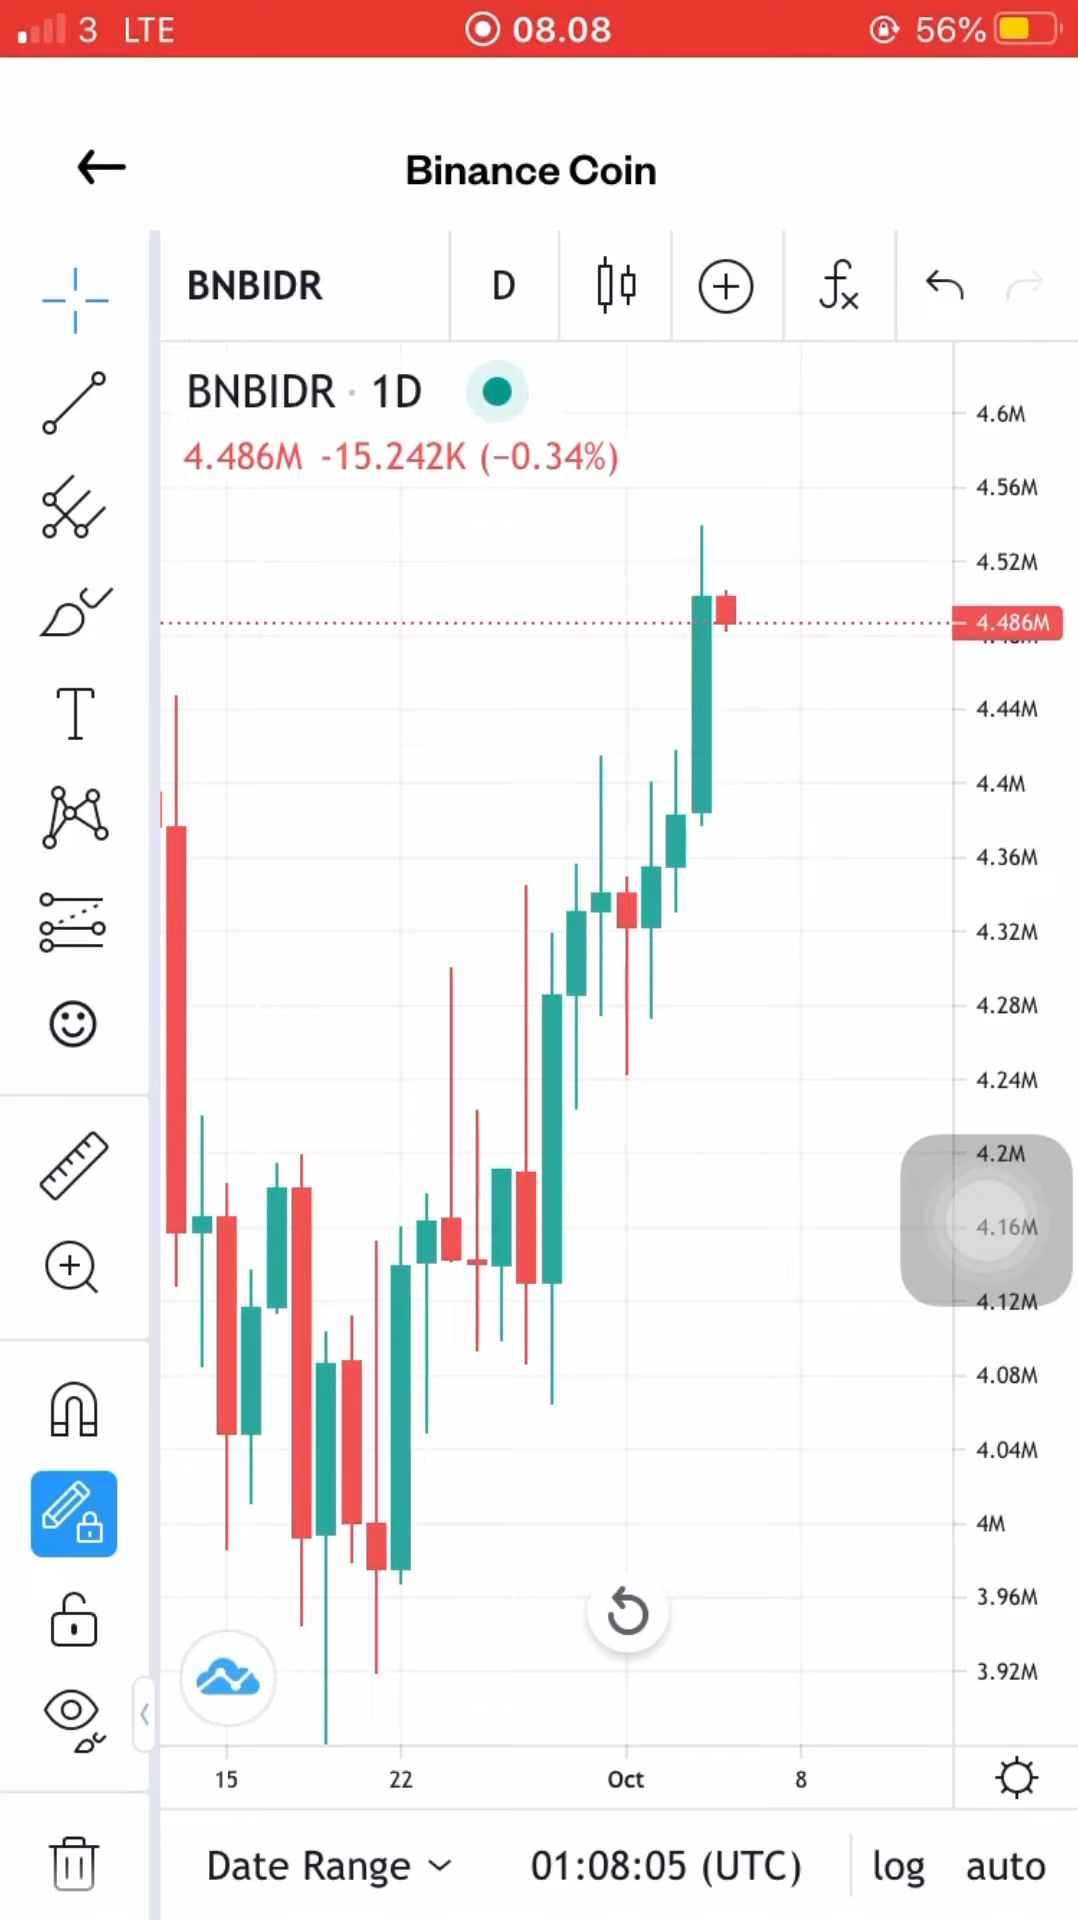 3 LTE 08.08 56%
Binance Coin
BNBIDR D
BNBIDR · 1D
4.486M -15.242K (−0.34%)
4.6M
4.56M
4.52M
4.486M
4.44M
4.4M
4.36M
4.32M
4.28M
4.24M
4.2M
4.16M
4.12M
4.08M
4.04M
4M
3.96M
3.92M
15 22 Oct 8
Date Range 01:08:05 (UTC) log auto